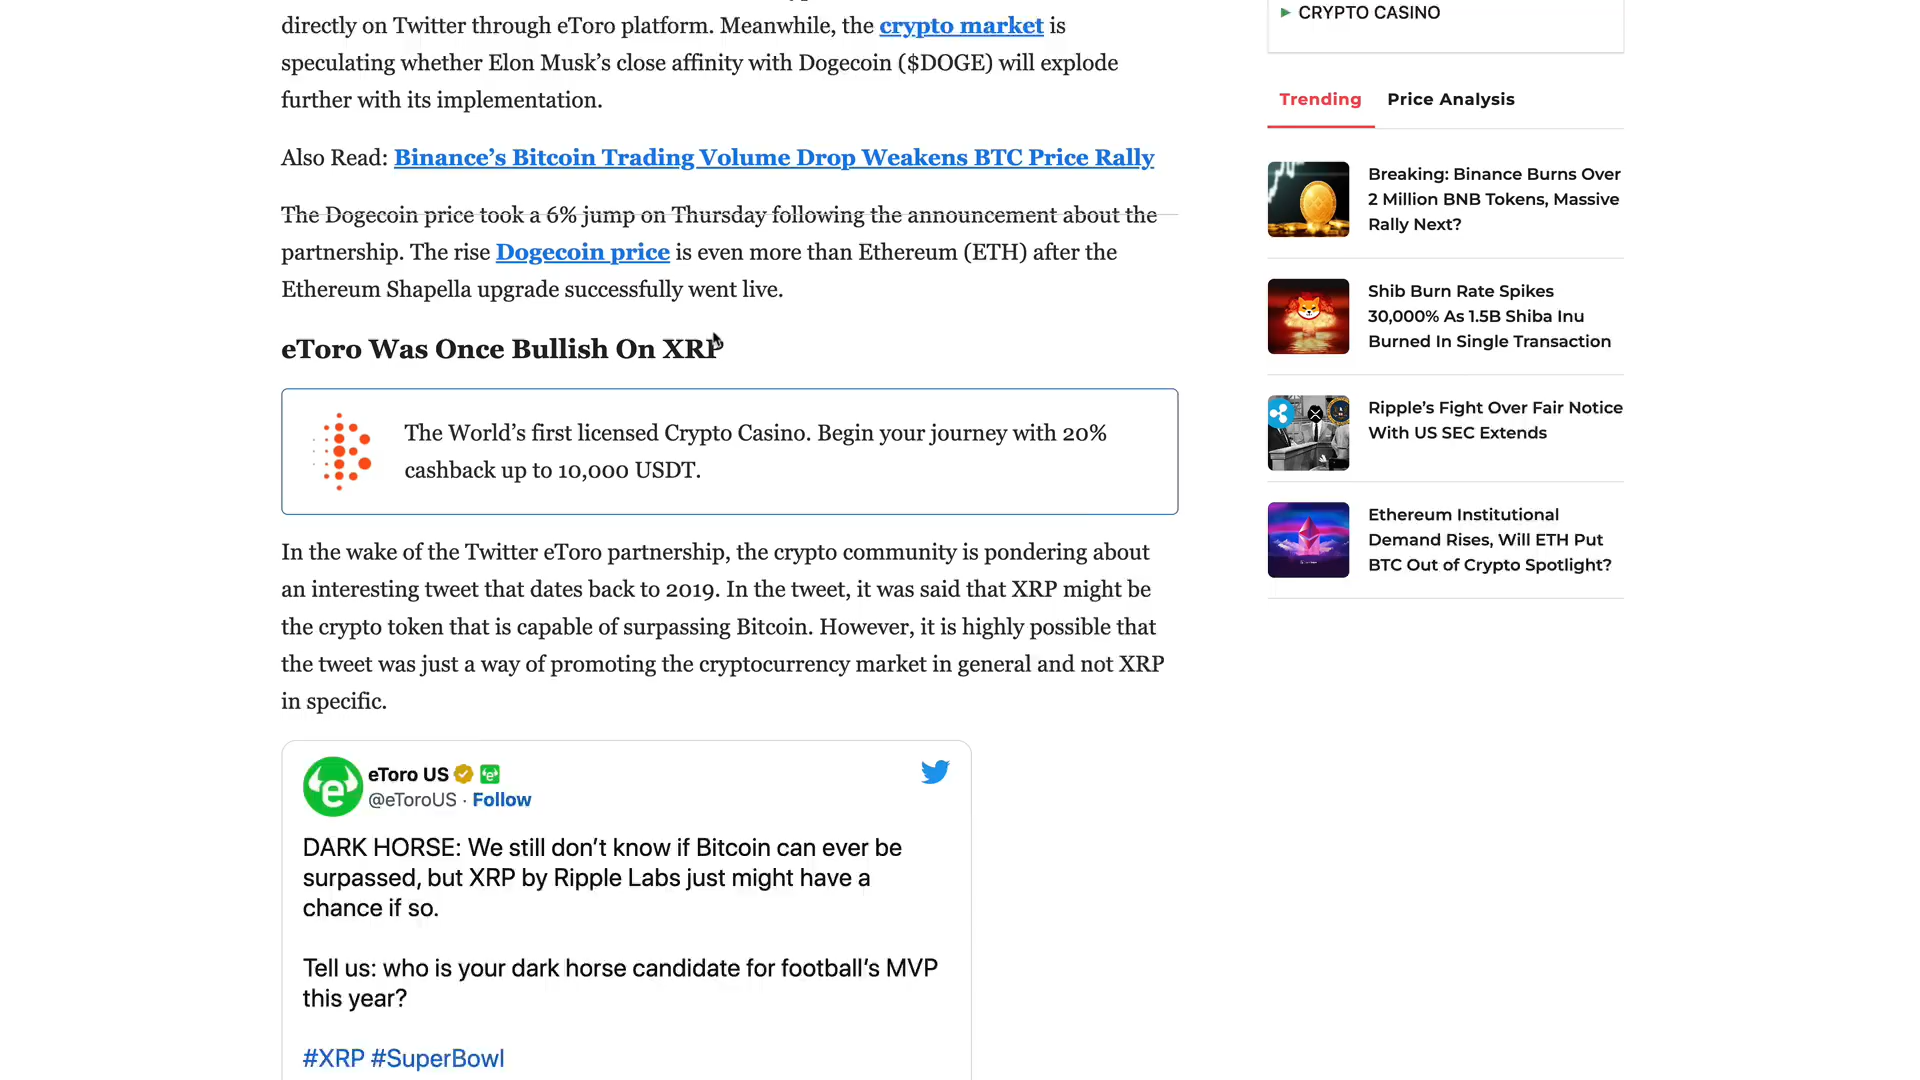 directly on Twitter through eToro platform. Meanwhile, the crypto market is
speculating whether Elon Musk’s close affinity with Dogecoin ($DOGE) will explode
further with its implementation.
Also Read: Binance’s Bitcoin Trading Volume Drop Weakens BTC Price Rally
The Dogecoin price took a 6% jump on Thursday following the announcement about the
partnership. The rise Dogecoin price is even more than Ethereum (ETH) after the
Ethereum Shapella upgrade successfully went live.
eToro Was Once Bullish On XRP
The World’s first licensed Crypto Casino. Begin your journey with 20%
cashback up to 10,000 USDT.
In the wake of the Twitter eToro partnership, the crypto community is pondering about
an interesting tweet that dates back to 2019. In the tweet, it was said that XRP might be
the crypto token that is capable of surpassing Bitcoin. However, it is highly possible that
the tweet was just a way of promoting the cryptocurrency market in general and not XRP
in specific.
eToro US
@eToroUS · Follow
DARK HORSE: We still don’t know if Bitcoin can ever be
surpassed, but XRP by Ripple Labs just might have a
chance if so.
Tell us: who is your dark horse candidate for football’s MVP
this year?
#XRP #SuperBowl
CRYPTO CASINO
Trending Price Analysis
Breaking: Binance Burns Over
2 Million BNB Tokens, Massive
Rally Next?
Shib Burn Rate Spikes
30,000% As 1.5B Shiba Inu
Burned In Single Transaction
Ripple’s Fight Over Fair Notice
With US SEC Extends
Ethereum Institutional
Demand Rises, Will ETH Put
BTC Out of Crypto Spotlight?